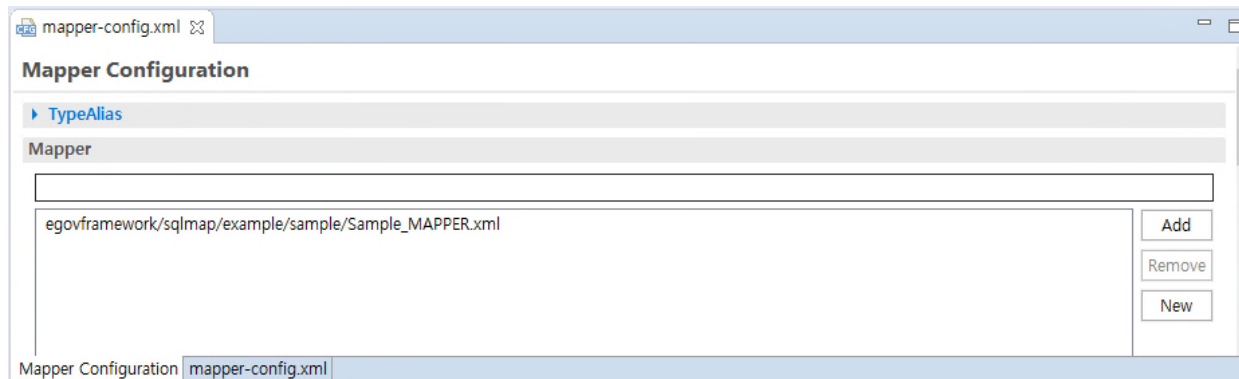 mapper-config.xml
Mapper Configuration
TypeAlias
Mapper
egovframework/sqlmap/example/sample/Sample_MAPPER.xml
Add
Remove
New
Mapper Configuration mapper-config.xml